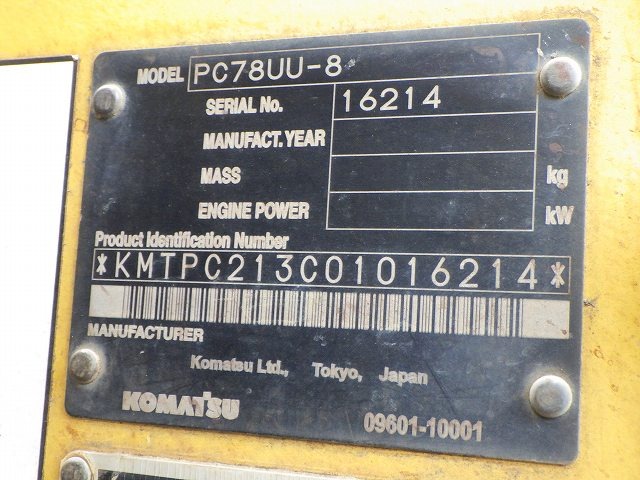 MODEL PC78UU-8
SERIAL No. 16214
MANUFACT. YEAR
MASS kg
ENGINE POWER kW
Product Identification Number
*KMTPC213C01016214*
MANUFACTURER
Komatsu Ltd., Tokyo, Japan
KOMATSU 09601-10001